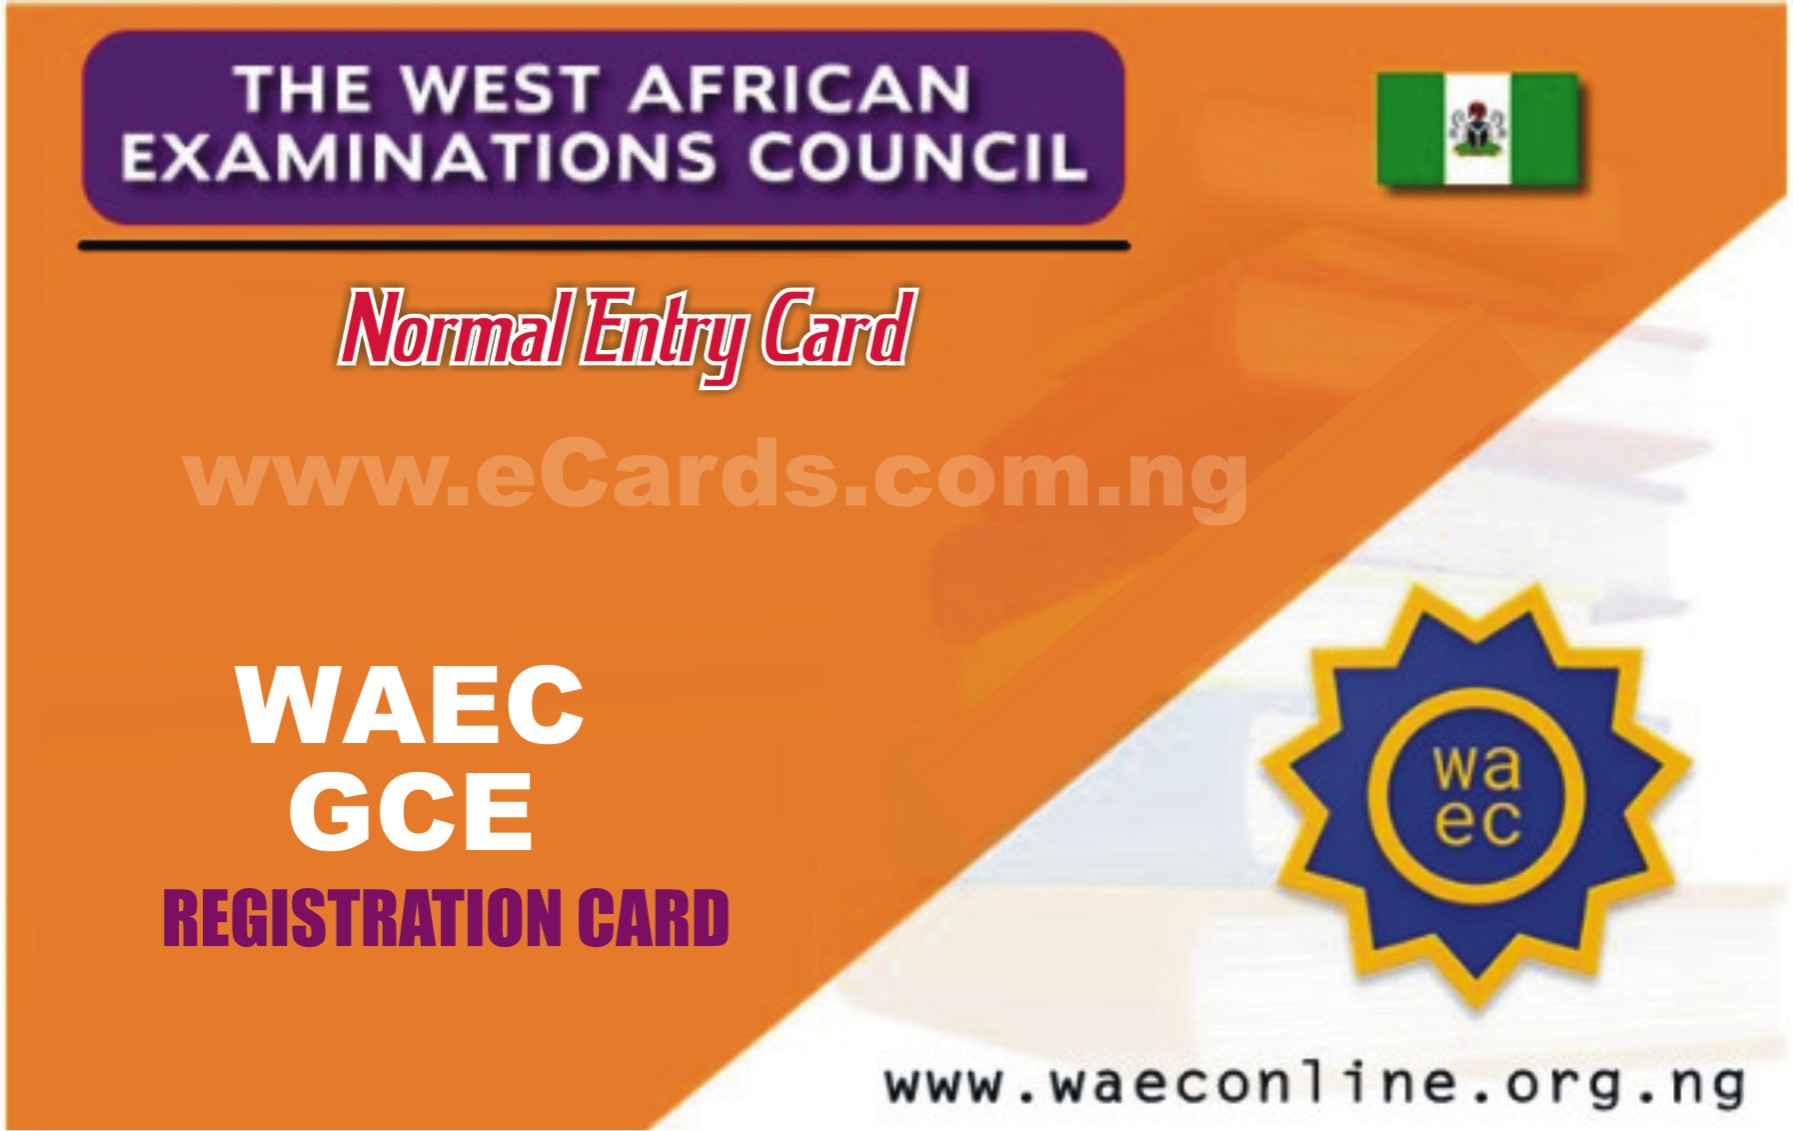 THE WEST AFRICAN
EXAMINATIONS COUNCIL
Normal Entry Card
www.eCards.com.ng
WAEC
GCE
REGISTRATION CARD
wa
ec
www.waeconline.org.ng